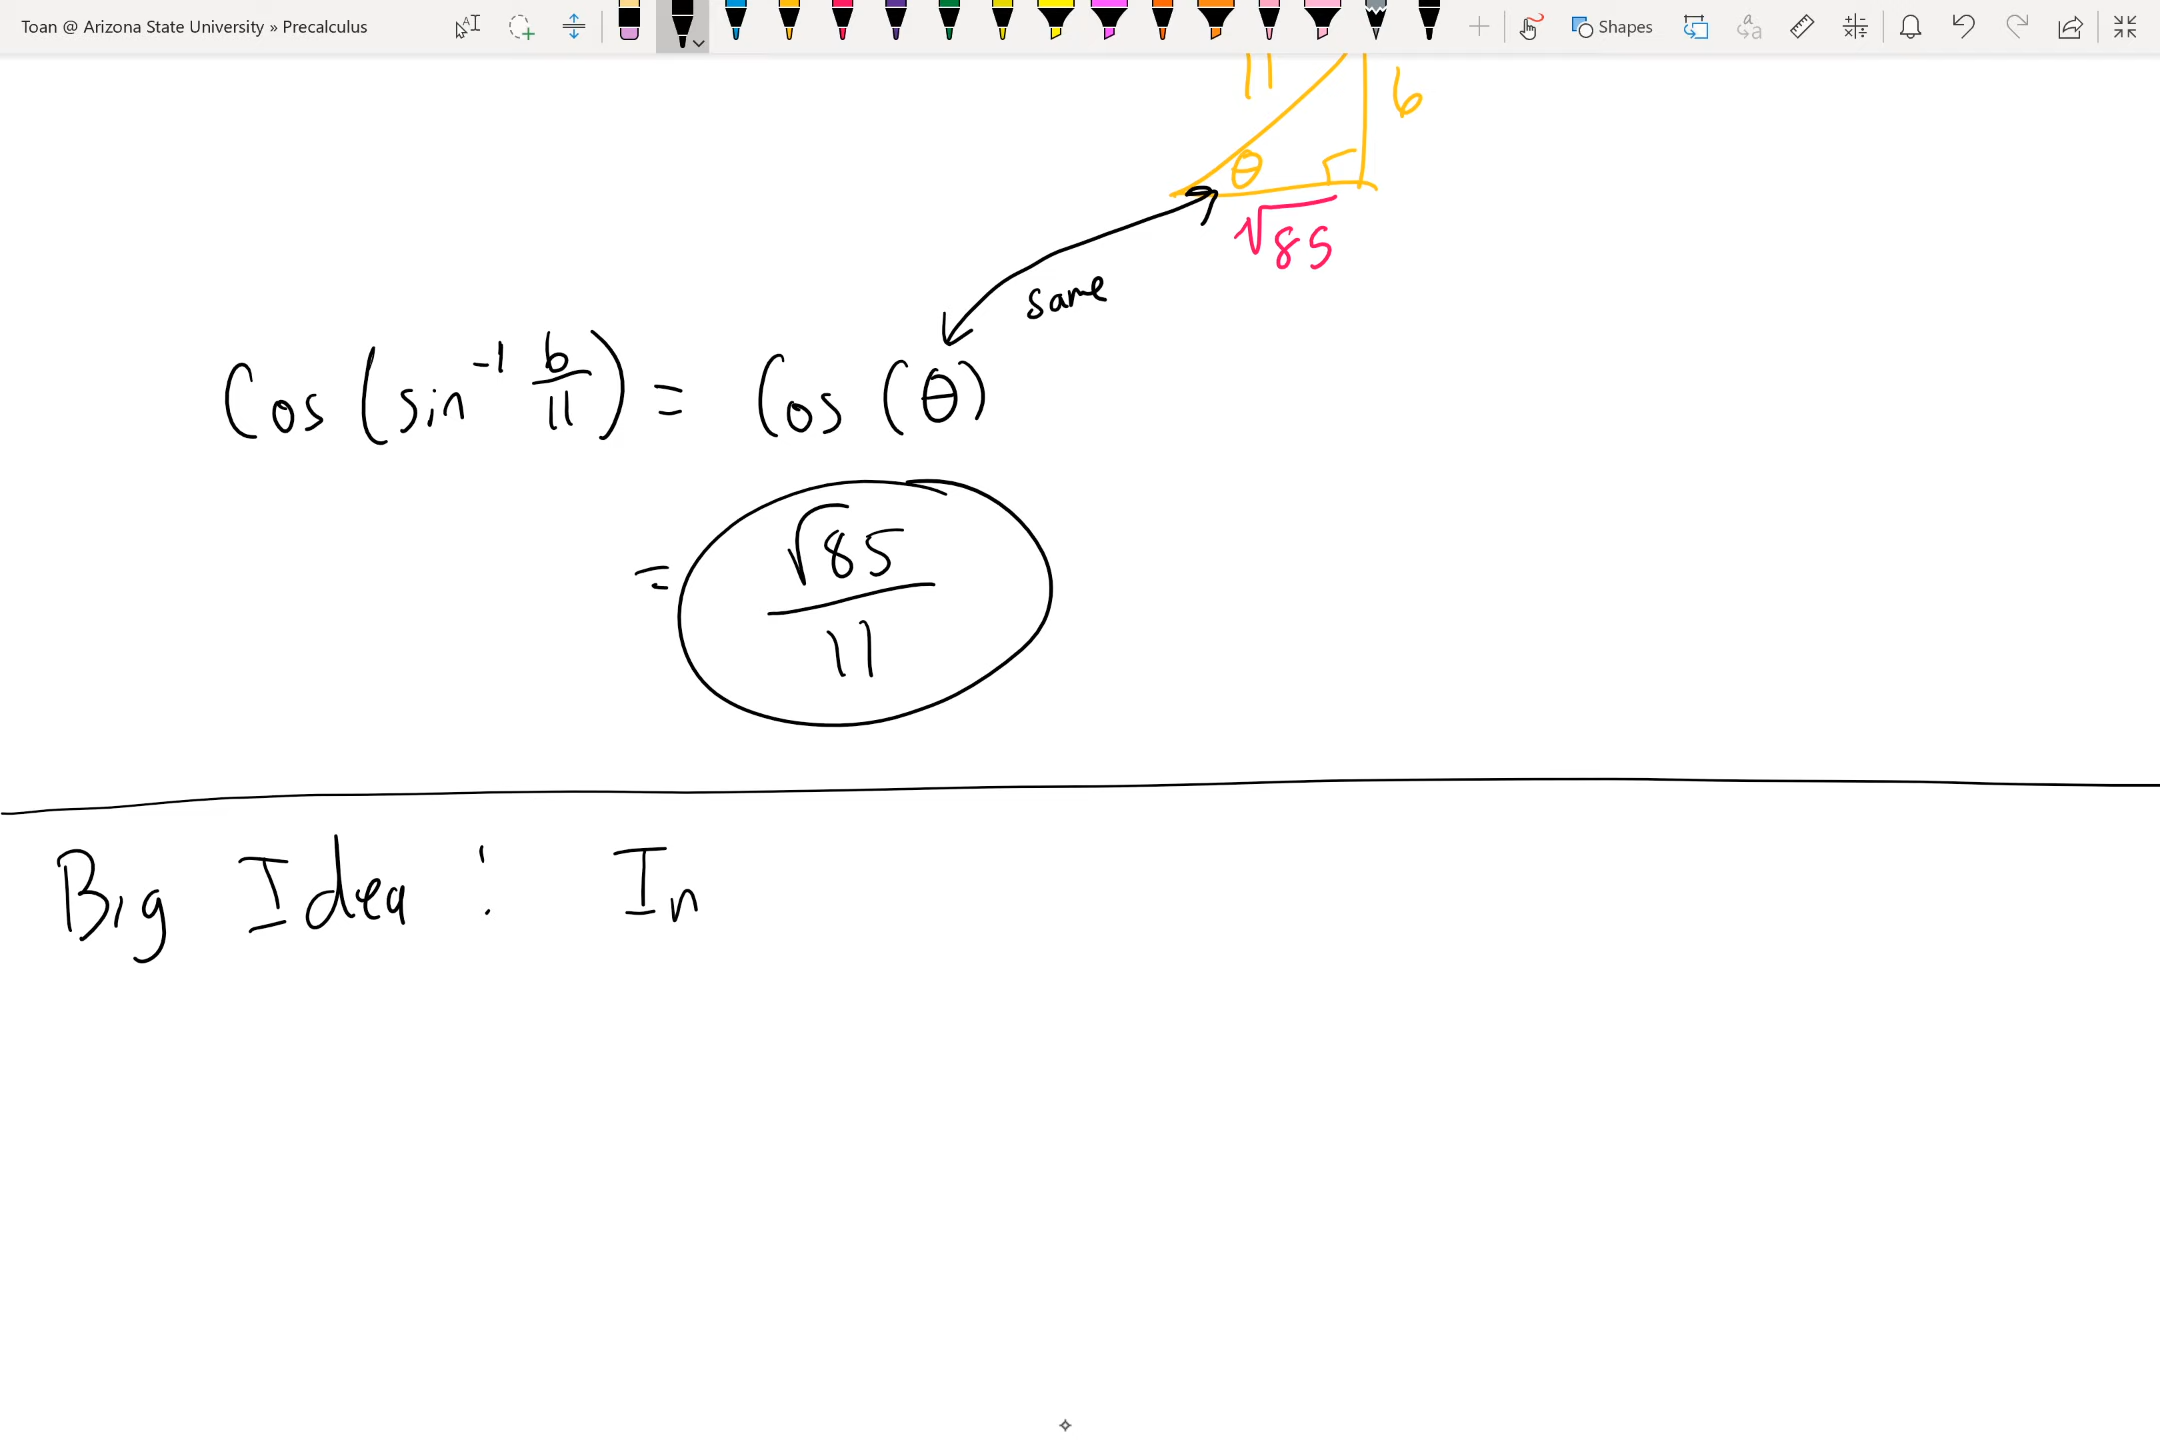 Toan @ Arizona State University » Precalculus
Shapes
11
6
θ
√85
same
Cos (sin⁻¹ 6/11) = Cos (θ)
= √85/11
Big Idea : In